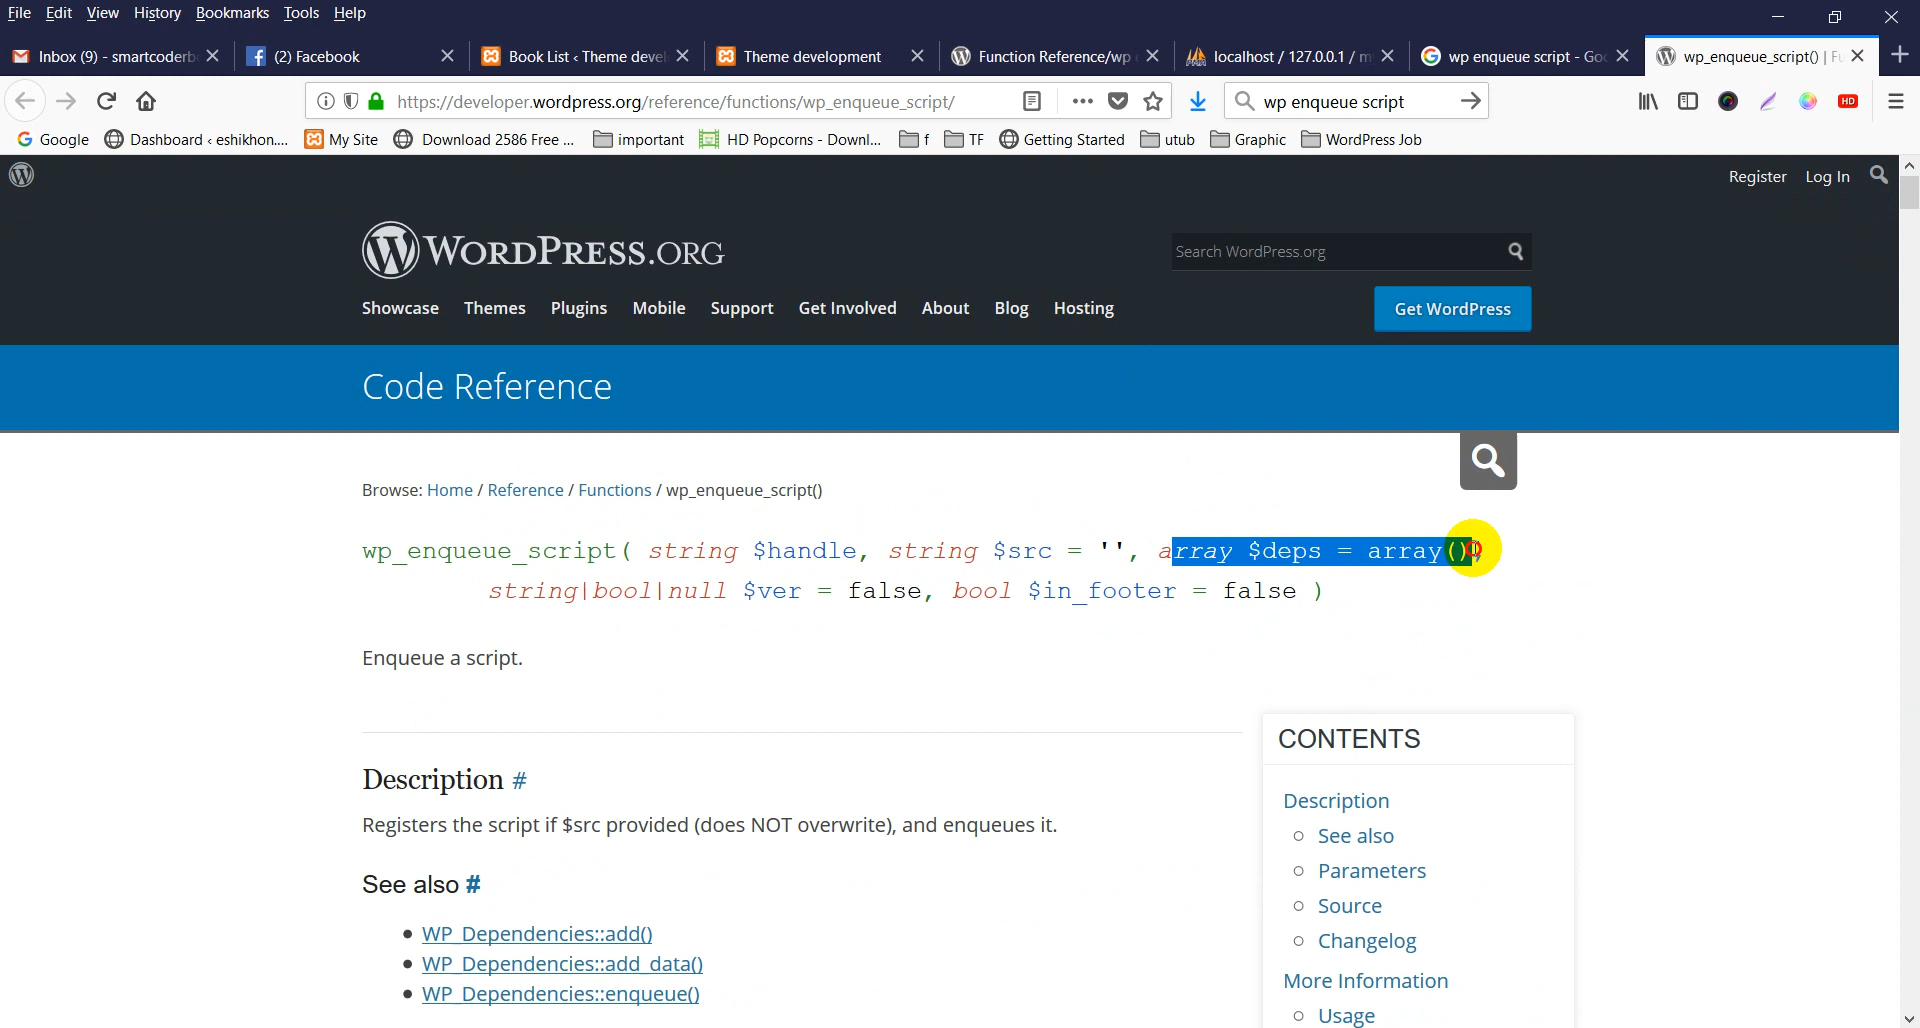 File Edit View History Bookmarks Tools Help
Inbox (9) - smartcoderb
(2) Facebook
Book List ‹ Theme devel
Theme development
Function Reference/wp
localhost / 127.0.0.1 / m
wp enqueue script - Goo
wp_enqueue_script() | Fu
https://developer.wordpress.org/reference/functions/wp_enqueue_script/
wp enqueue script
HD
Google Dashboard ‹ eshikhon.... My Site Download 2586 Free ... important HD Popcorns - Downl... f TF Getting Started utub Graphic WordPress Job
Register Log In
WORDPRESS.ORG
Search WordPress.org
Showcase Themes Plugins Mobile Support Get Involved About Blog Hosting
Get WordPress
Code Reference
Browse: Home / Reference / Functions / wp_enqueue_script()
wp_enqueue_script( string $handle, string $src = '', array $deps = array(),
string|bool|null $ver = false, bool $in_footer = false )
Enqueue a script.
Description #
Registers the script if $src provided (does NOT overwrite), and enqueues it.
See also #
WP_Dependencies::add()
WP_Dependencies::add_data()
WP_Dependencies::enqueue()
CONTENTS
Description
See also
Parameters
Source
Changelog
More Information
Usage